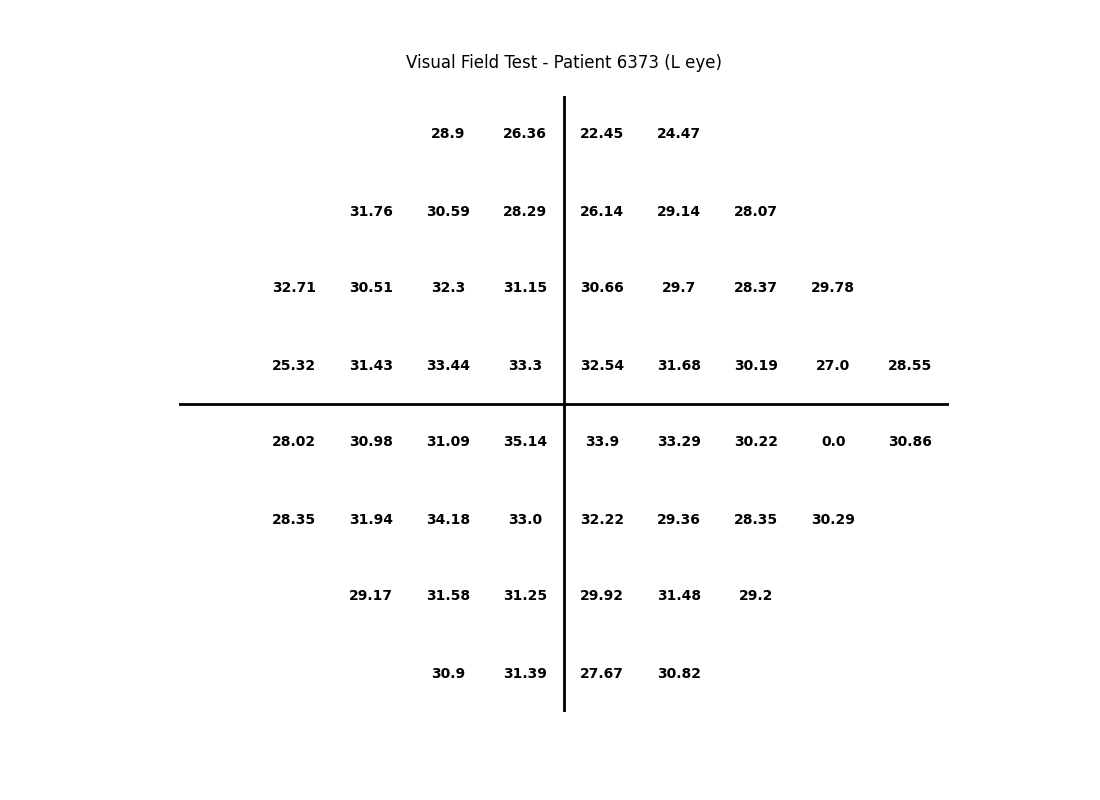 Visual Field Test - Patient 6373 (L eye)
28.9 26.36 22.45 24.47
31.76 30.59 28.29 26.14 29.14 28.07
32.71 30.51 32.3 31.15 30.66 29.7 28.37 29.78
25.32 31.43 33.44 33.3 32.54 31.68 30.19 27.0 28.55
28.02 30.98 31.09 35.14 33.9 33.29 30.22 0.0 30.86
28.35 31.94 34.18 33.0 32.22 29.36 28.35 30.29
29.17 31.58 31.25 29.92 31.48 29.2
30.9 31.39 27.67 30.82